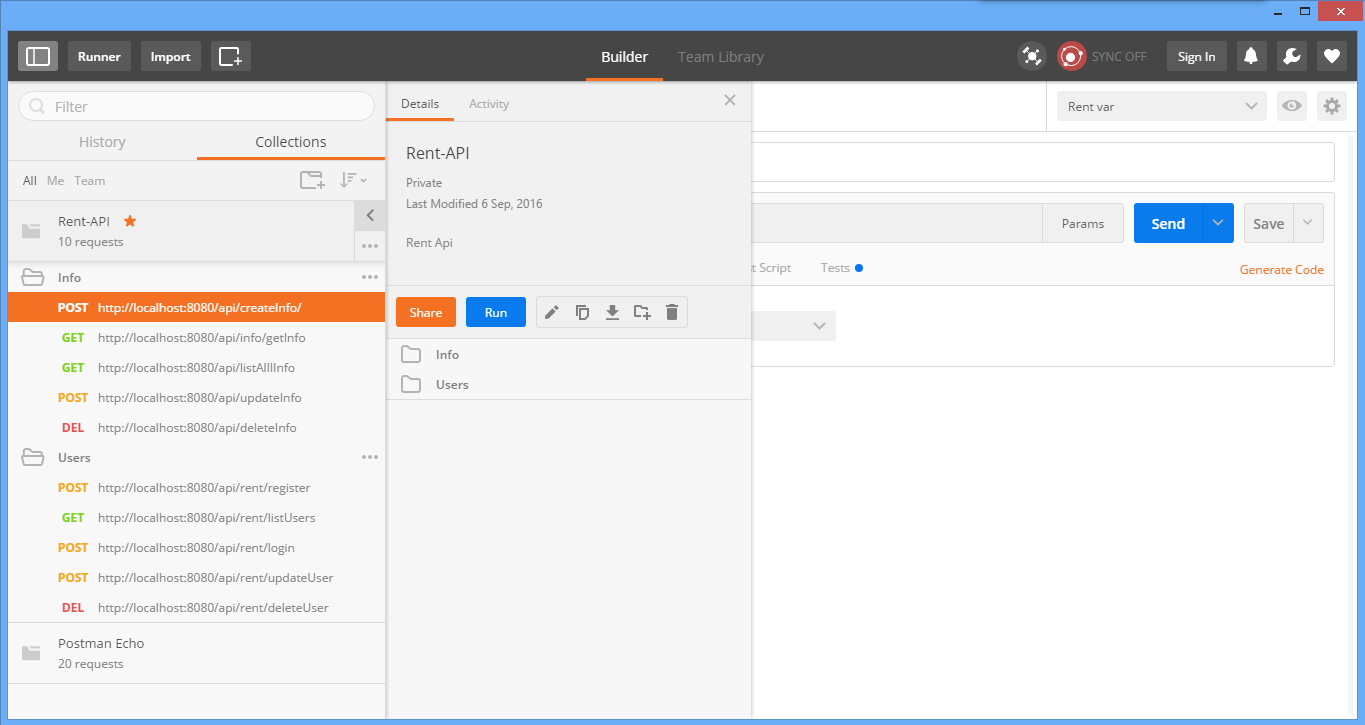 Runner
Import
Builder
Team Library
SYNC OFF
Sign In
Filter
History
Collections
All Me Team
Rent-API
10 requests
Info
POST http://localhost:8080/api/createInfo/
GET http://localhost:8080/api/info/getInfo
GET http://localhost:8080/api/listAllInfo
POST http://localhost:8080/api/updateInfo
DEL http://localhost:8080/api/deleteInfo
Users
POST http://localhost:8080/api/rent/register
GET http://localhost:8080/api/rent/listUsers
POST http://localhost:8080/api/rent/login
POST http://localhost:8080/api/rent/updateUser
DEL http://localhost:8080/api/rent/deleteUser
Postman Echo
20 requests
Details
Activity
Rent-API
Private
Last Modified 6 Sep, 2016
Rent Api
Share
Run
Info
Users
Rent var
Params
Send
Save
t Script
Tests
Generate Code